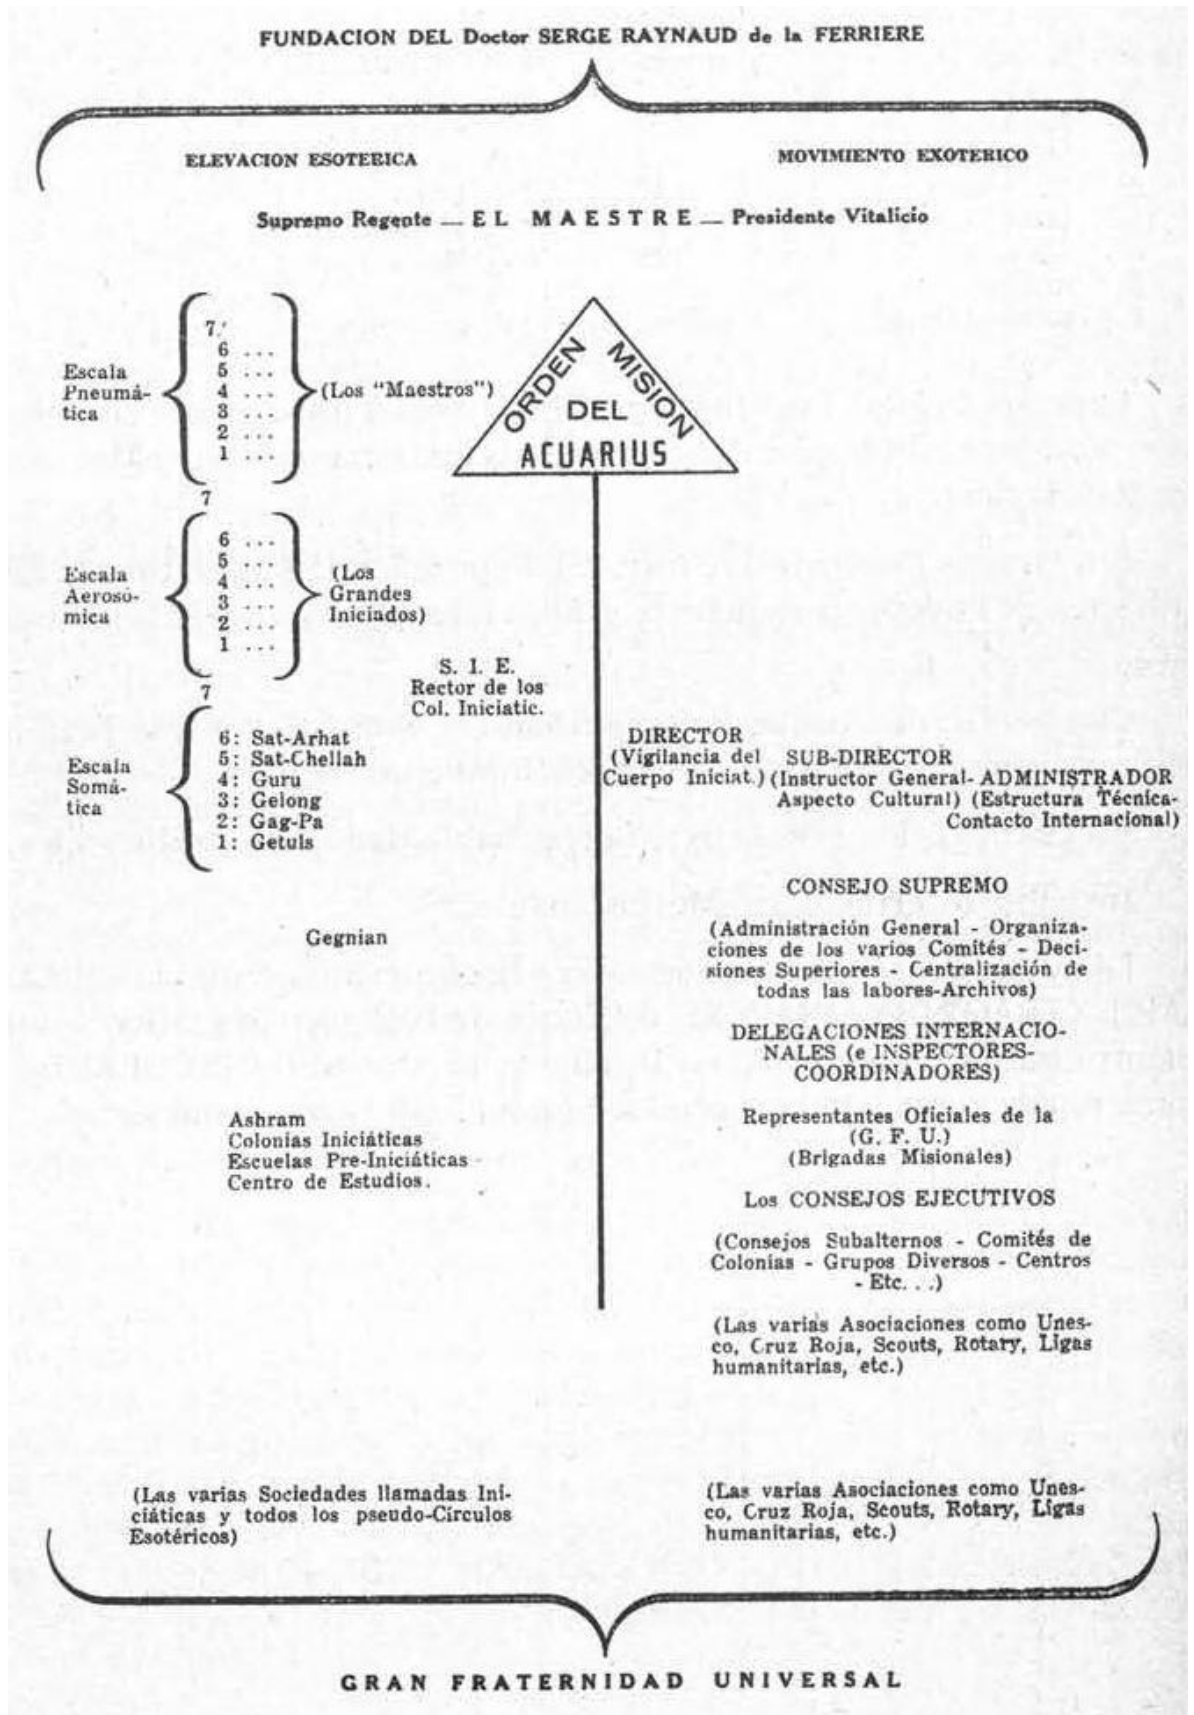 FUNDACION DEL Doctor SERGE RAYNAUD de la FERRIERE
ELEVACION ESOTERICA
MOVIMIENTO EXOTERICO
Supremo Regente — EL MAESTRE — Presidente Vitalicio
Escala
Pneumá-
tica
7.
6 ...
5 ...
4 ...
3 ...
2 ...
1 ...
(Los "Maestros")
ORDEN MISION
DEL
ACUARIUS
7
Escala
Aerosó-
mica
6 ...
5 ...
4 ...
3 ...
2 ...
1 ...
(Los
Grandes
Iniciados)
7
S. I. E.
Rector de los
Col. Iniciatic.
Escala
Somá-
tica
6: Sat-Arhat
5: Sat-Chellah
4: Guru
3: Gelong
2: Gag-Pa
1: Getuls
DIRECTOR
(Vigilancia del
Cuerpo Iniciat.)
SUB-DIRECTOR
(Instructor General-
Aspecto Cultural)
ADMINISTRADOR
(Estructura Técnica-
Contacto Internacional)
Gegnian
CONSEJO SUPREMO
(Administración General - Organiza-
ciones de los varios Comités - Deci-
siones Superiores - Centralización de
todas las labores-Archivos)
DELEGACIONES INTERNACIO-
NALES (e INSPECTORES-
COORDINADORES)
Ashram
Colonias Iniciáticas
Escuelas Pre-Iniciáticas
Centro de Estudios.
Representantes Oficiales de la
(G. F. U.)
(Brigadas Misionales)
Los CONSEJOS EJECUTIVOS
(Consejos Subalternos - Comités de
Colonias - Grupos Diversos - Centros
- Etc. . .)
(Las varias Asociaciones como Unes-
co, Cruz Roja, Scouts, Rotary, Ligas
humanitarias, etc.)
(Las varias Sociedades llamadas Ini-
ciáticas y todos los pseudo-Círculos
Esotéricos)
(Las varias Asociaciones como Unes-
co, Cruz Roja, Scouts, Rotary, Ligas
humanitarias, etc.)
GRAN FRATERNIDAD UNIVERSAL